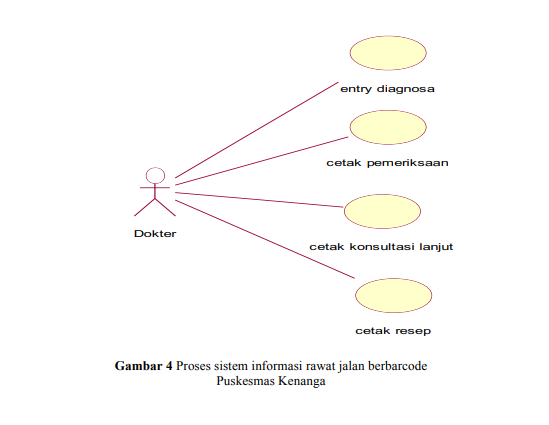 entry diagnosa
cetak pemeriksaan
Dokter
cetak konsultasi lanjut
cetak resep
Gambar 4 Proses sistem informasi rawat jalan berbarcode
Puskesmas Kenanga